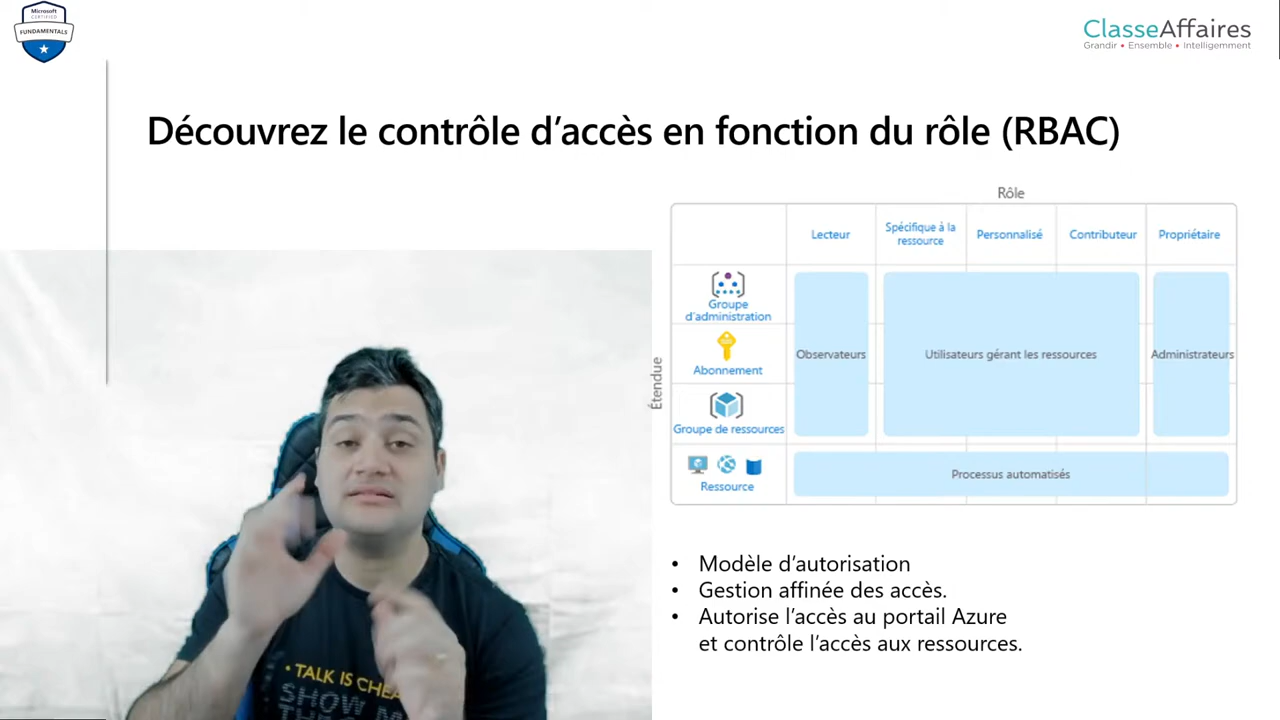 Microsoft
CERTIFIED
FUNDAMENTALS
ClasseAffaires
Grandir • Ensemble • Intelligemment
Découvrez le contrôle d’accès en fonction du rôle (RBAC)
Rôle
Lecteur
Spécifique à la
ressource
Personnalisé
Contributeur
Propriétaire
Étendue
Groupe
d'administration
Abonnement
Groupe de ressources
Ressource
Observateurs
Utilisateurs gérant les ressources
Administrateurs
Processus automatisés
• Modèle d’autorisation
• Gestion affinée des accès.
• Autorise l’accès au portail Azure
et contrôle l’accès aux ressources.
• TALK IS CHEA
SHOW M